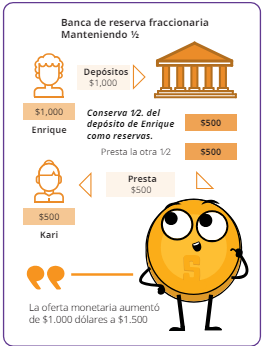 Banca de reserva fraccionaria
Manteniendo ½
Depósitos
$1,000
$1,000
Enrique
Conserva 1⁄2. del
depósito de Enrique
como reservas.
$500
Presta la otra 1⁄2
$500
Presta
$500
$500
Kari
La oferta monetaria aumentó
de $1.000 dólares a $1.500